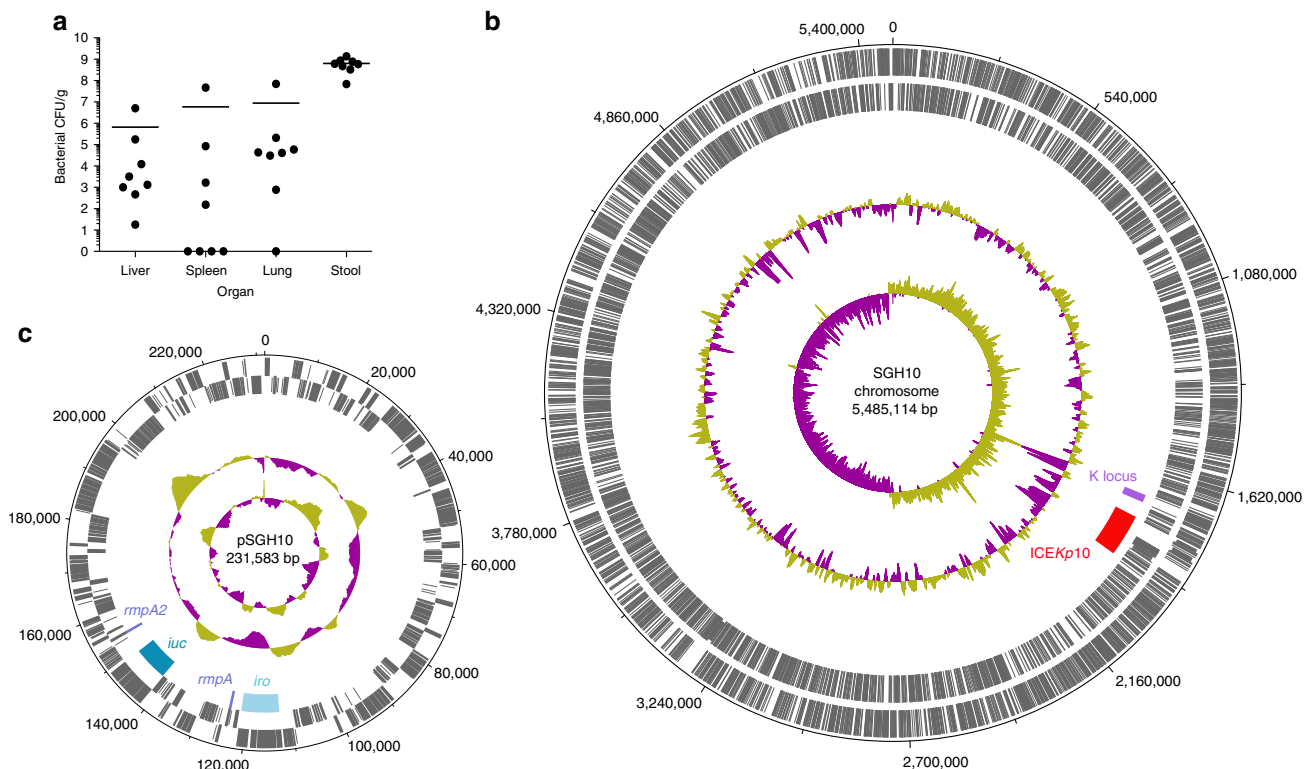 a
10
9
8
7
6
5
4
3
2
1
0
Bacterial CFU/g
Liver
Spleen
Lung
Stool
Organ
b
0
540,000
1,080,000
1,620,000
2,160,000
2,700,000
3,240,000
3,780,000
4,320,000
4,860,000
5,400,000
SGH10
chromosome
5,485,114 bp
K locus
ICEKp10
c
0
20,000
40,000
60,000
80,000
100,000
120,000
140,000
160,000
180,000
200,000
220,000
pSGH10
231,583 bp
rmpA2
iuc
rmpA
iro